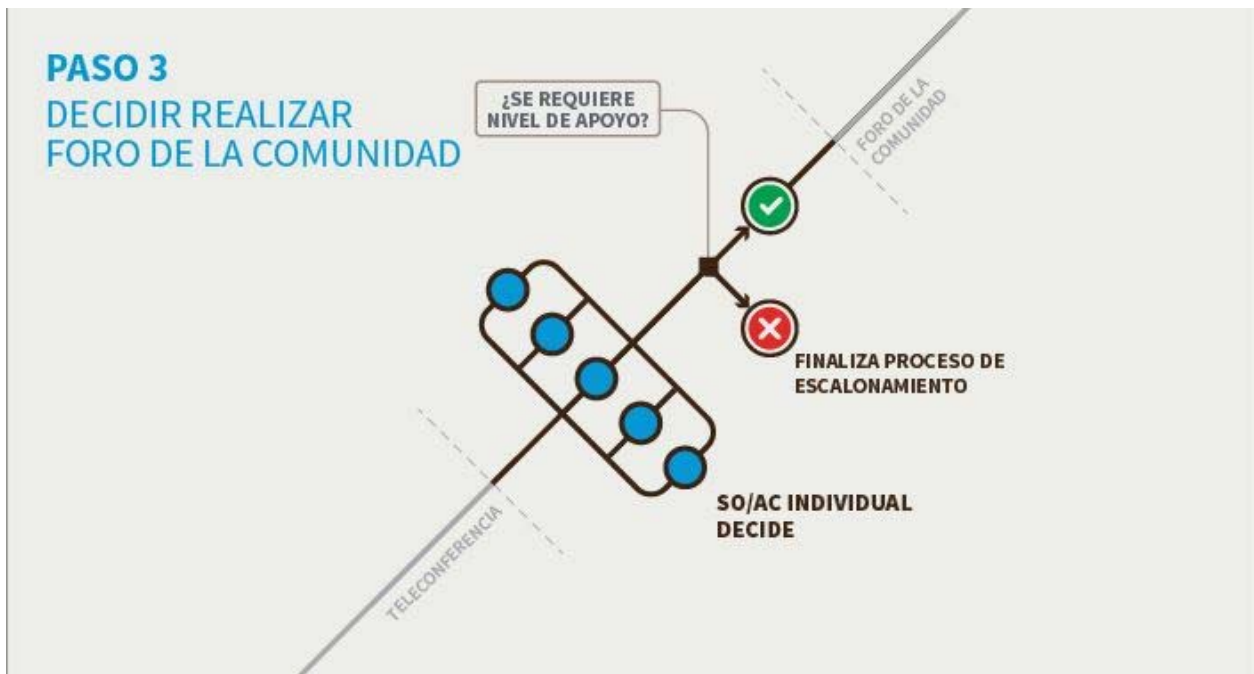 PASO 3
DECIDIR REALIZAR
FORO DE LA COMUNIDAD
¿SE REQUIERE
NIVEL DE APOYO?
FORO DE LA
COMUNIDAD
FINALIZA PROCESO DE
ESCALONAMIENTO
SO/AC INDIVIDUAL
DECIDE
TELECONFERENCIA